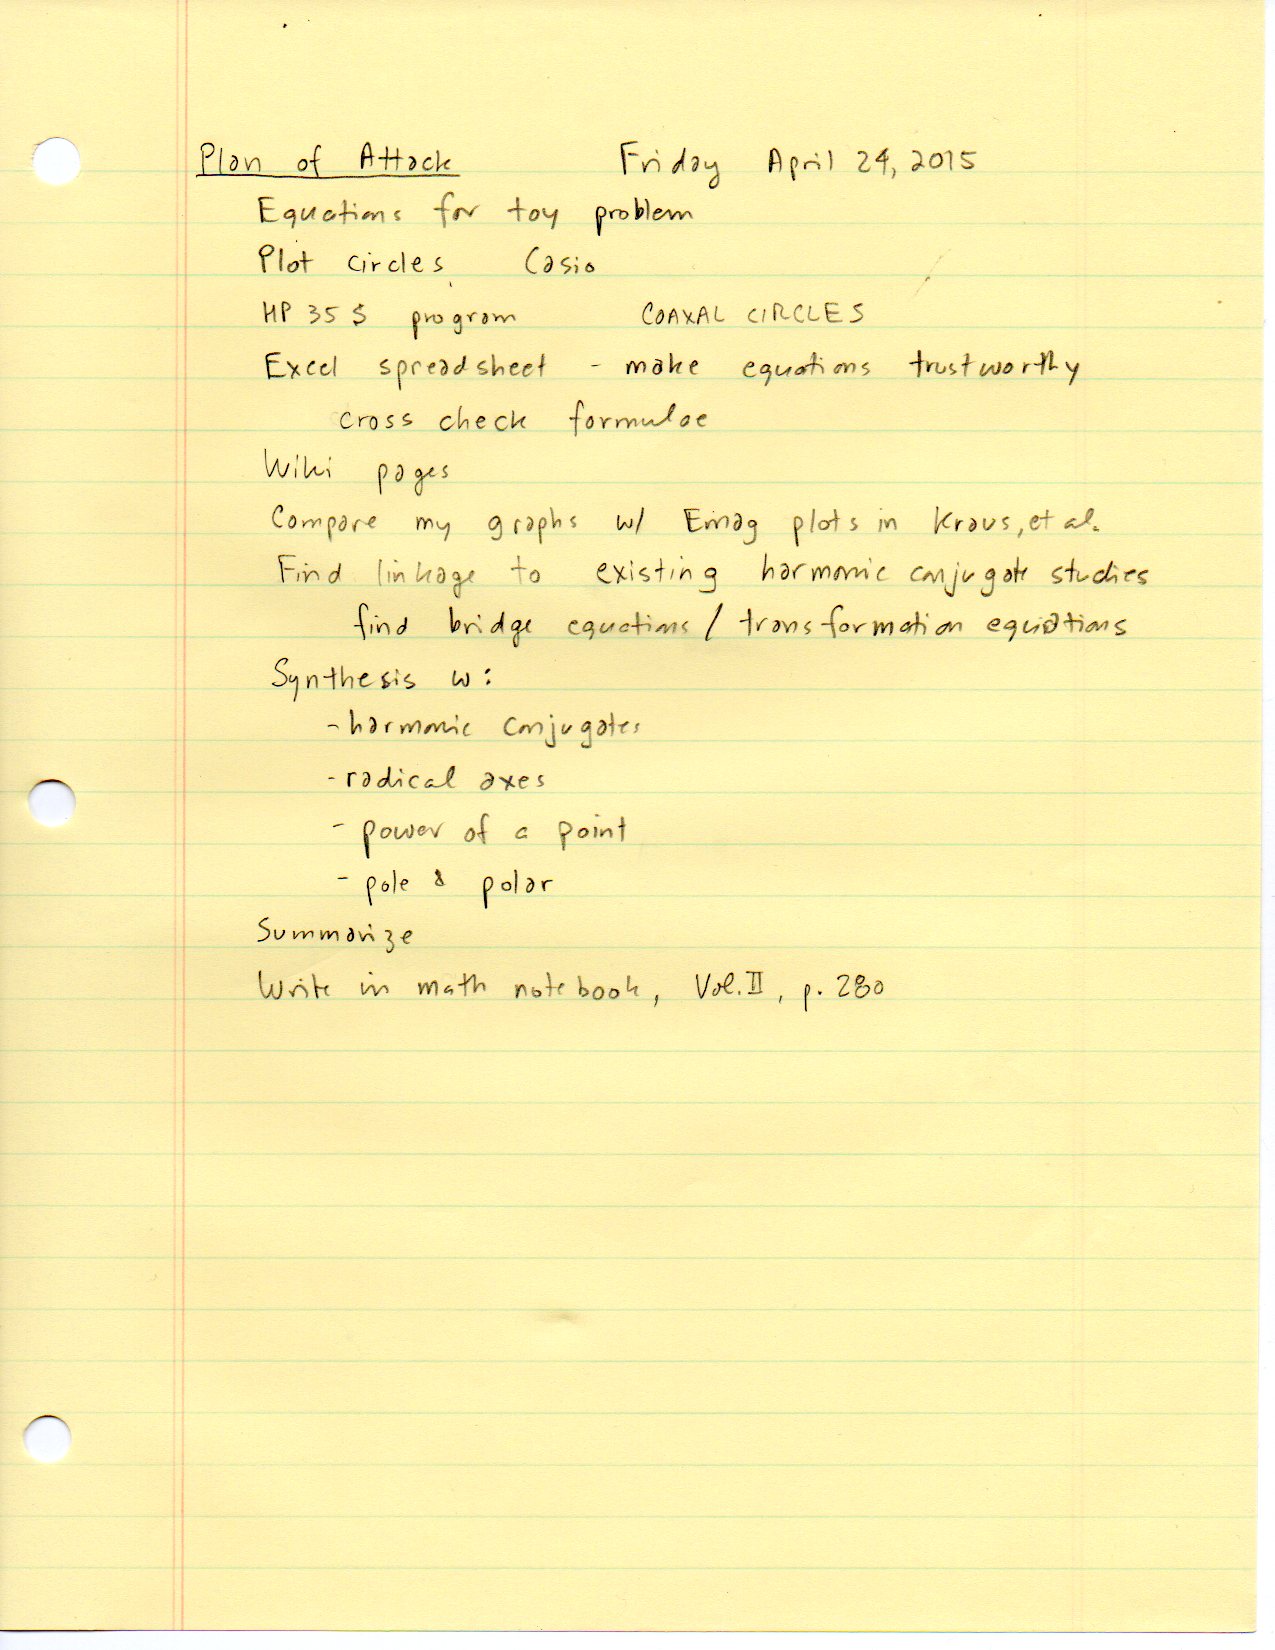 Plan of Attack Friday April 24, 2015
Equations for toy problem
Plot circles Casio
HP 35 S program COAXAL CIRCLES
Excel spreadsheet - make equations trustworthy
cross check formulae
Wiki pages
Compare my graphs w/ Emag plots in Kraus, et al.
Find linkage to existing harmonic conjugate studies
find bridge equations / transformation equations
Synthesis w:
- harmonic conjugates
- radical axes
- power of a point
- pole & polar
Summarize
Write in math notebook, Vol. II, p. 280